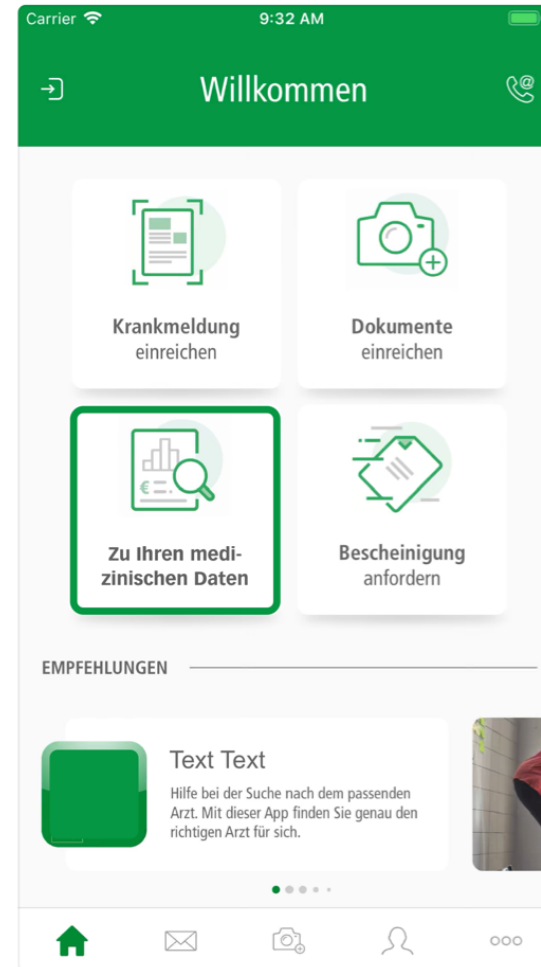 Carrier 9:32 AM
Willkommen
Krankmeldung
einreichen
Dokumente
einreichen
€
Zu Ihren medi-
zinischen Daten
Bescheinigung
anfordern
EMPFEHLUNGEN
Text Text
Hilfe bei der Suche nach dem passenden
Arzt. Mit dieser App finden Sie genau den
richtigen Arzt für sich.